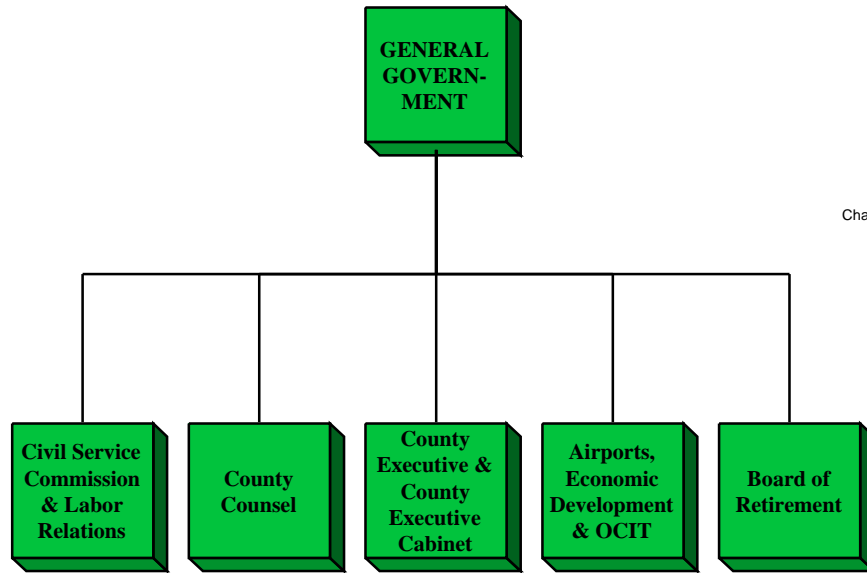 GENERAL
GOVERN-
MENT
Cha
Civil Service
Commission
& Labor
Relations
County
Counsel
County
Executive &
County
Executive
Cabinet
Airports,
Economic
Development
& OCIT
Board of
Retirement